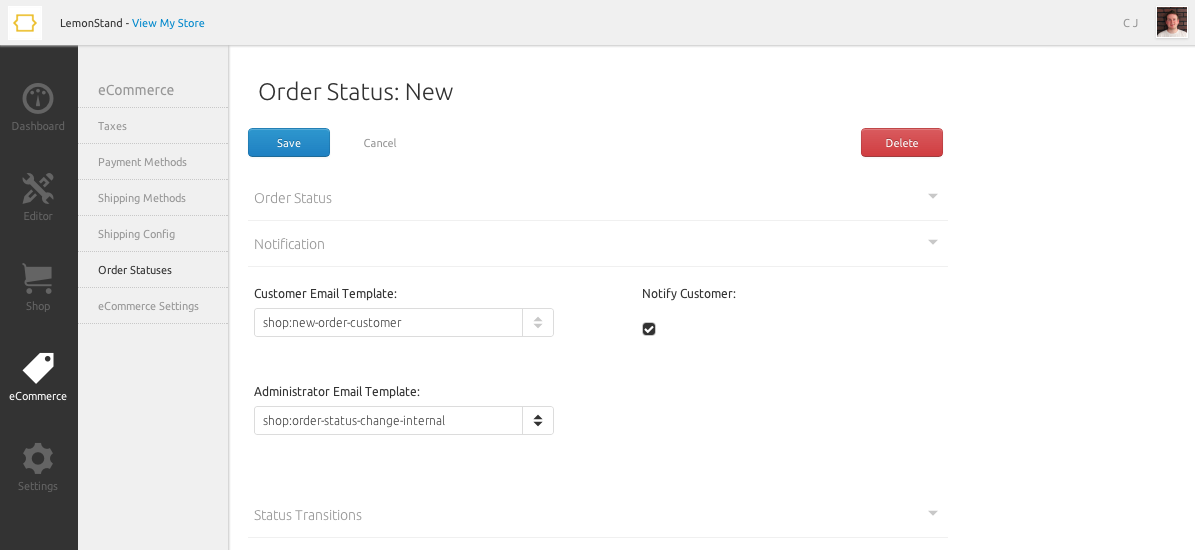 LemonStand - View My Store
C J
Dashboard
Editor
Shop
eCommerce
Settings
eCommerce
Taxes
Payment Methods
Shipping Methods
Shipping Config
Order Statuses
eCommerce Settings
Order Status: New
Save
Cancel
Delete
Order Status
Notification
Customer Email Template:
Notify Customer:
shop:new-order-customer
Administrator Email Template:
shop:order-status-change-internal
Status Transitions